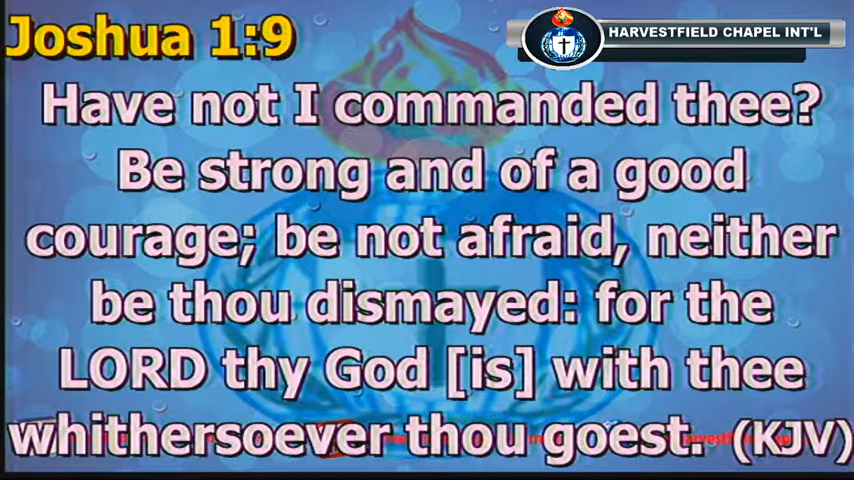 Joshua 1:9
HARVESTFIELD CHAPEL INT'L
Have not I commanded thee?
Be strong and of a good
courage; be not afraid, neither
be thou dismayed: for the
LORD thy God [is] with thee
whithersoever thou goest. (KJV)